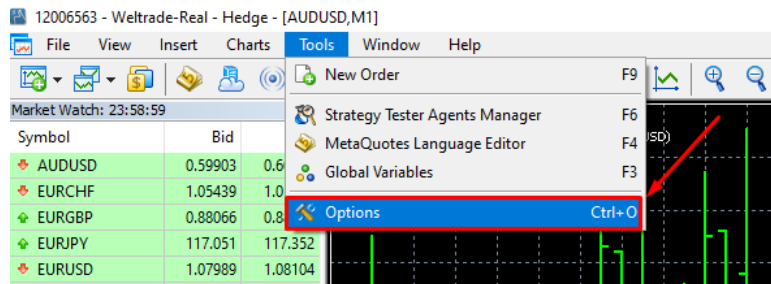 12006563 - Weltrade-Real - Hedge - [AUDUSD,M1]
File View Insert Charts Tools Window Help
New Order F9
Market Watch: 23:58:59
Strategy Tester Agents Manager F6
Symbol Bid
MetaQuotes Language Editor F4
AUDUSD 0.59903
Global Variables F3
EURCHF 1.05439
Options Ctrl+O
EURGBP 0.88066
EURJPY 117.051 117.352
EURUSD 1.07989 1.08104